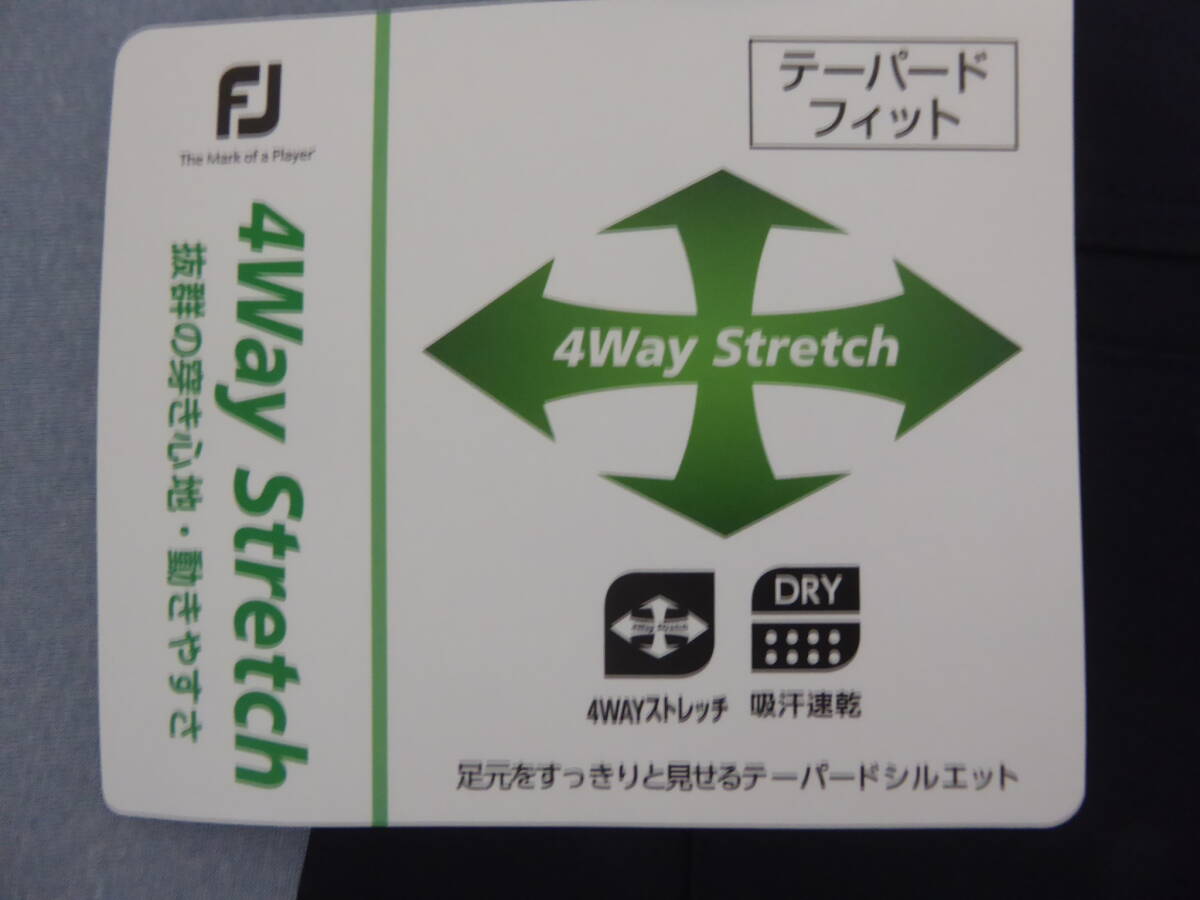 FJ
The Mark of a Player
4Way Stretch
抜群の穿き心地・動きやすさ
テーパード
フィット
4Way Stretch
4Way Stretch
DRY
4WAYストレッチ
吸汗速乾
足元をすっきりと見せるテーパードシルエット